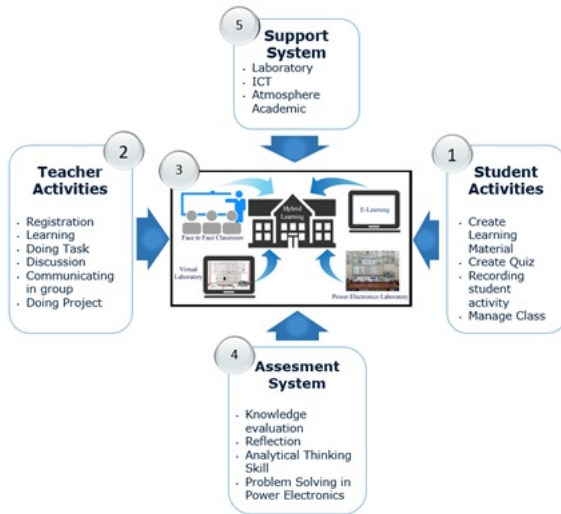 5
Support
System
· Laboratory
· ICT
· Atmosphere
Academic
2
Teacher
Activities
· Registration
· Learning
· Doing Task
· Discussion
· Communicating
in group
· Doing Project
3
Hybrid
Learning
E-Learning
Face to Face Classroom
Virtual
Laboratory
Power Electronics Laboratory
1
Student
Activities
· Create
Learning
Material
· Create Quiz
· Recording
student
activity
· Manage Class
4
Assesment
System
· Knowledge
evaluation
· Reflection
· Analytical Thinking
Skill
· Problem Solving in
Power Electronics